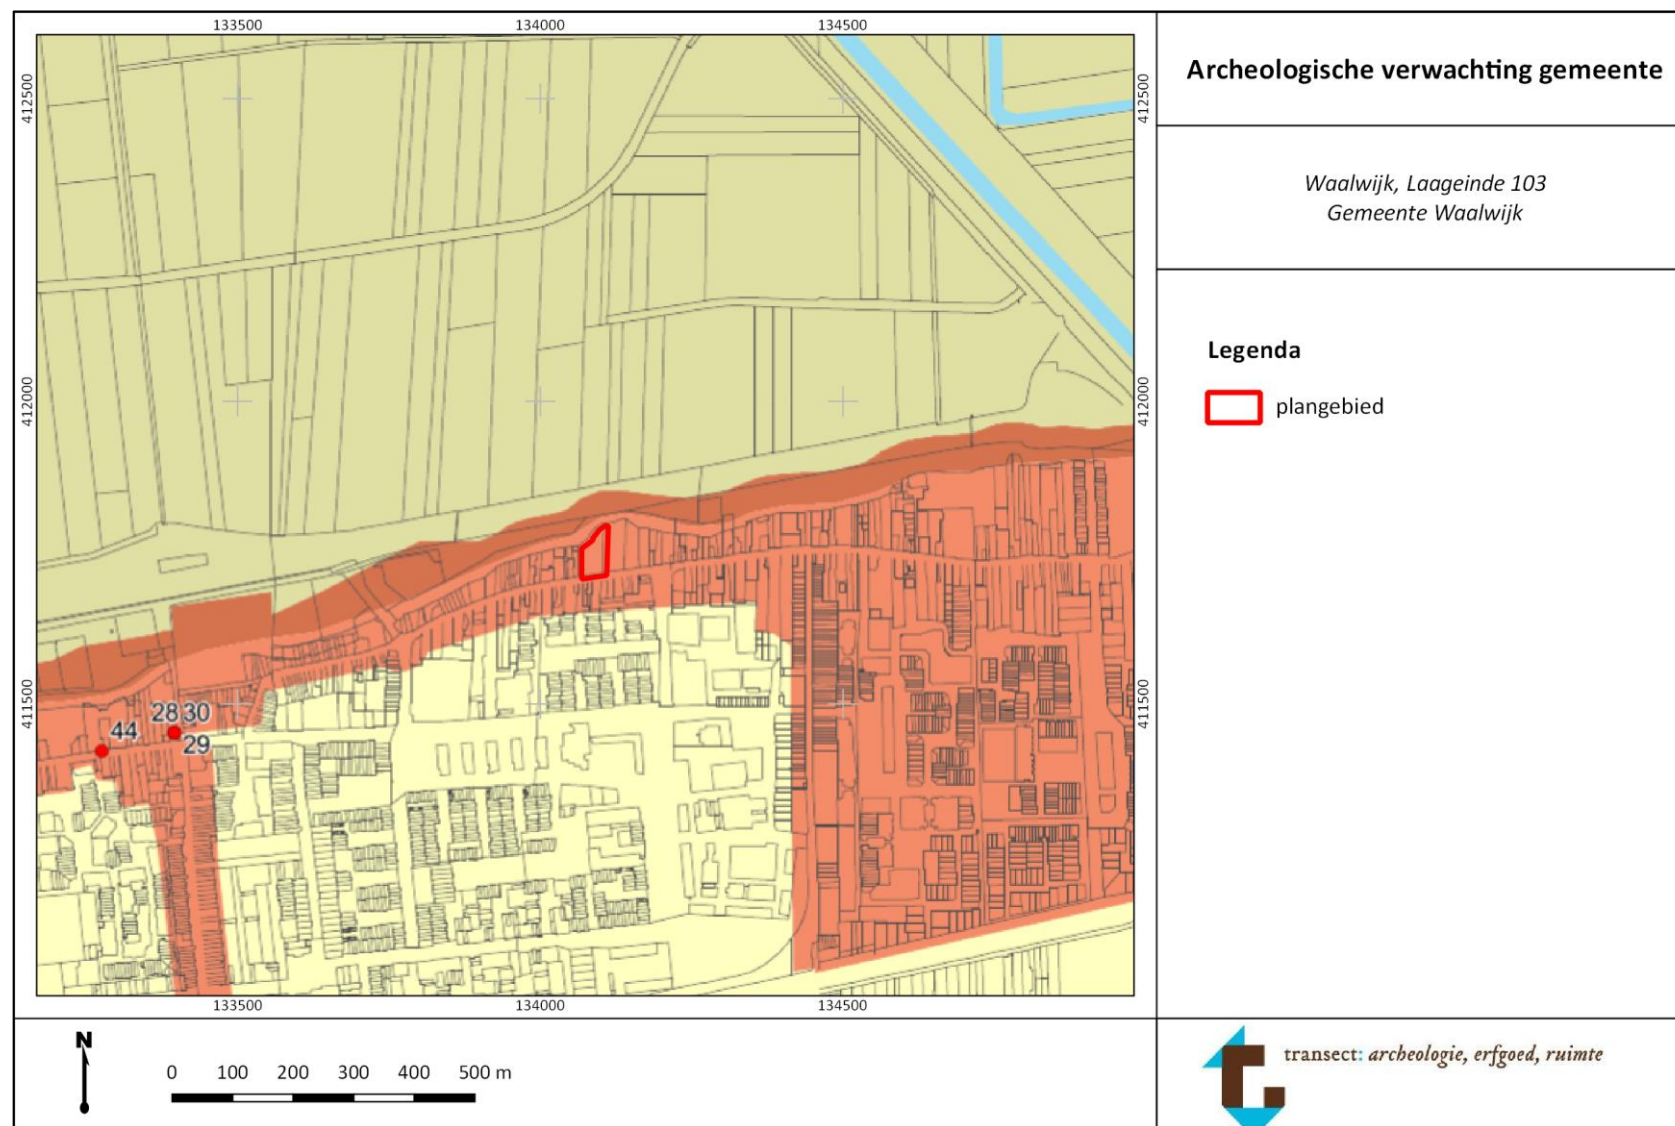 133500 134000 134500
412500 412500
412000 412000
411500 411500
28 30
44
29
133500 134000 134500
Archeologische verwachting gemeente
Waalwijk, Laageinde 103
Gemeente Waalwijk
Legenda
plangebied
N
0 100 200 300 400 500 m
transect: archeologie, erfgoed, ruimte